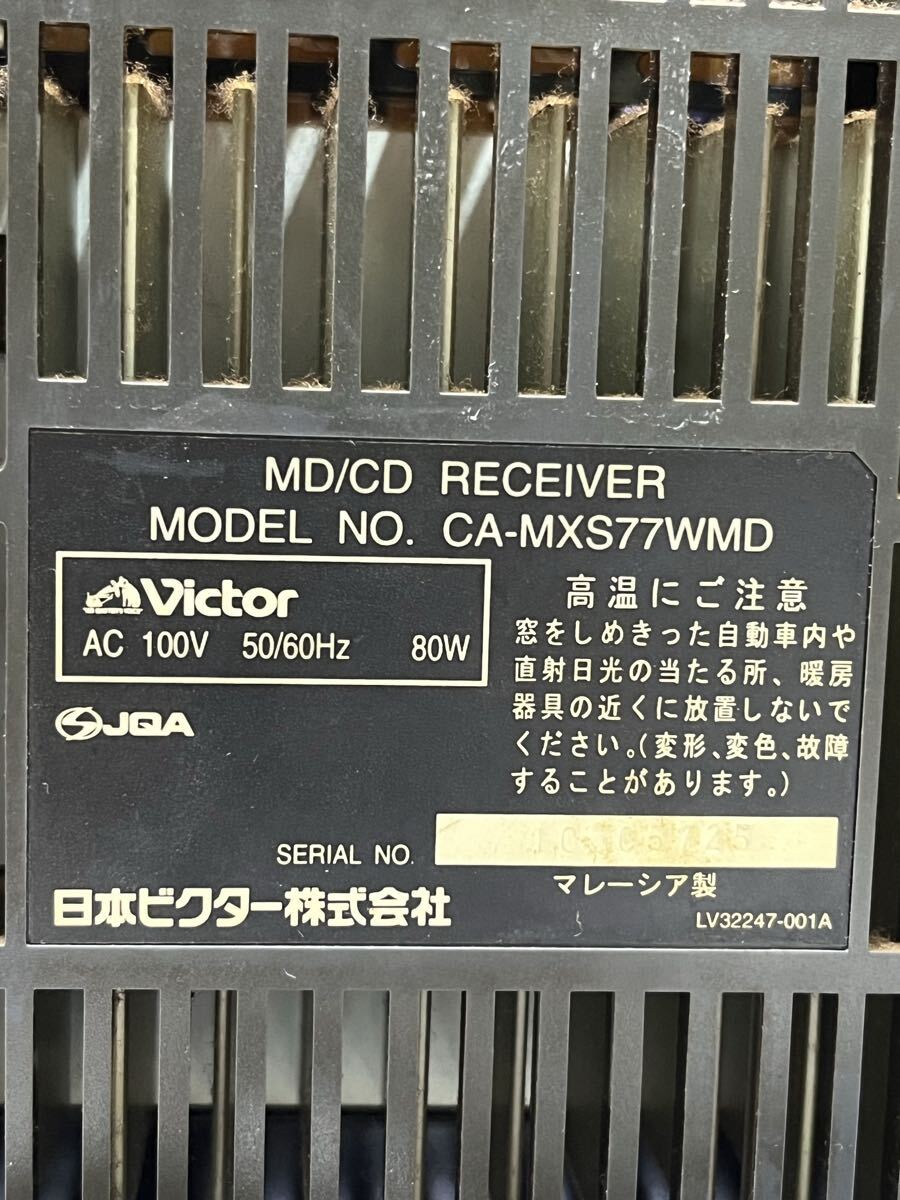 MD/CD RECEIVER
MODEL NO. CA-MXS77WMD
Victor
AC 100V 50/60Hz 80W
JQA
高温にご注意
窓をしめきった自動車内や
直射日光の当たる所、暖房
器具の近くに放置しないで
ください。(変形、変色、故障
することがあります。)
SERIAL NO.
マレーシア製
日本ビクター株式会社
LV32247-001A